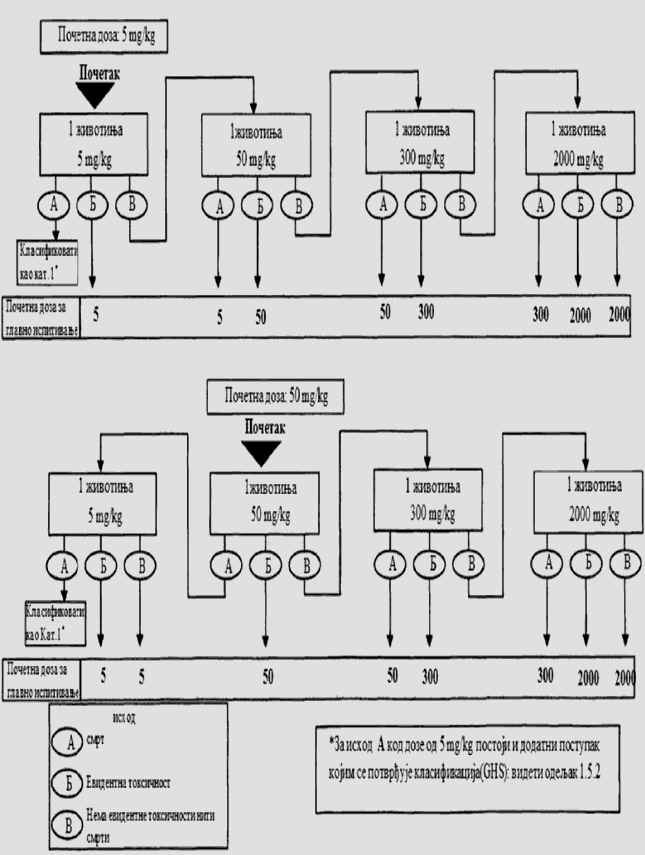 Почетна доза: 5 mg/kg
Почетак
1 животиња
5 mg/kg
1животиња
50 mg/kg
1 животиња
300 mg/kg
1 животиња
2000 mg/kg
А Б В А Б В А Б В А Б В
Класификовати
као кат. 1*
Почетна доза за
главно испитивање
5 5 50 50 300 300 2000 2000
Почетна доза: 50 mg/kg
Почетак
1 животиња
5 mg/kg
1животиња
50 mg/kg
1 животиња
300 mg/kg
1 животиња
2000 mg/kg
А Б В А Б В А Б В А Б В
Класификовати
као Кат.1*
Почетна доза за
главно испитивање
5 5 50 50 300 300 2000 2000
исход
А смрт
Б Евидентна токсичност
В Нема евидентне токсичности нити
смрти
*За исход А код дозе од 5 mg/kg постоји и додатни поступак
којим се потврђује класификација(GHS): видети одељак 1.5.2